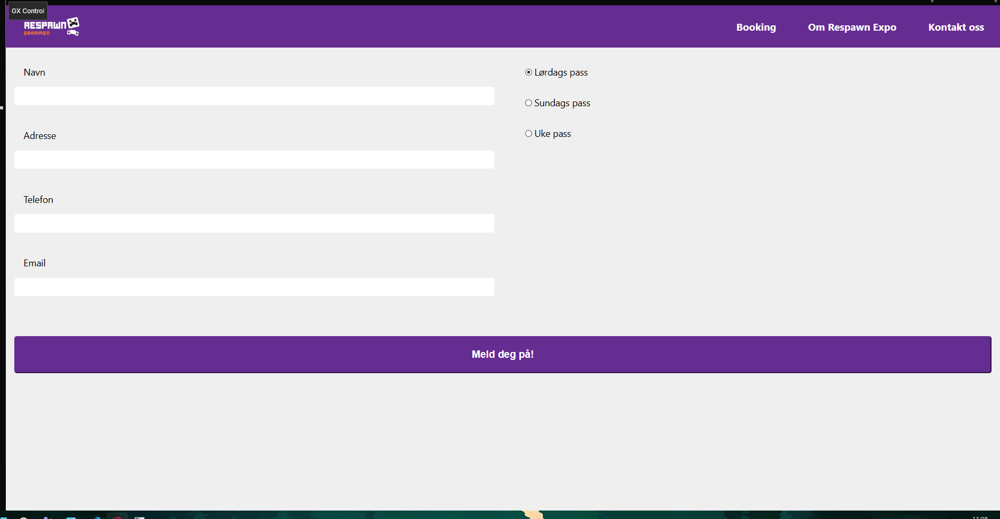 GX Control
RESPAWN
DRAMMEN
Booking
Om Respawn Expo
Kontakt oss
Navn
Adresse
Telefon
Email
Lørdags pass
Sundags pass
Uke pass
Meld deg på!